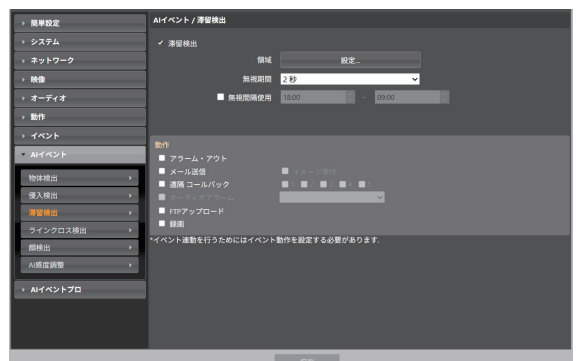 簡単設定
システム
ネットワーク
映像
オーディオ
動作
イベント
AIイベント
物体検出
侵入検出
滞留検出
ラインクロス検出
顔検出
AI感度調整
AIイベントプロ
AIイベント / 滞留検出
滞留検出
領域 設定...
無視期間 2 秒
無視間隔使用 18:00 – 09:00
動作
アラーム・アウト
メール送信 イメージ添付
遠隔 コールバック 1 2 3 4 5
オーディオアラーム
FTPアップロード
録画
*イベント連動を行うためにはイベント動作を設定する必要があります.